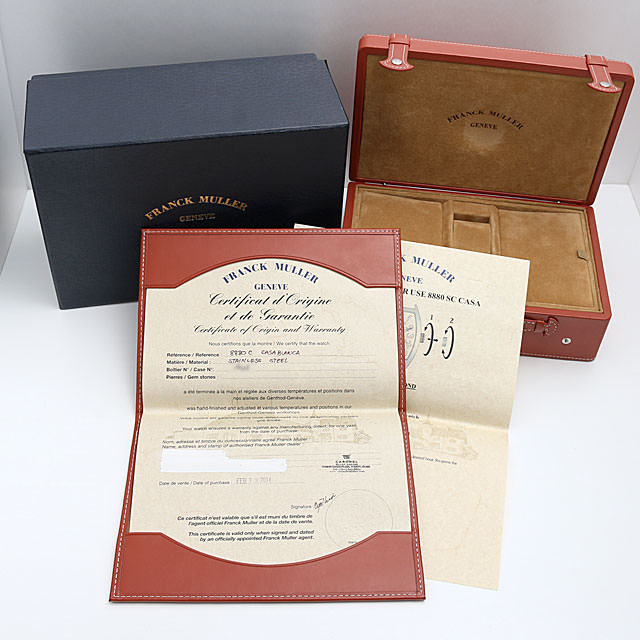 FRANCK MULLER
GENEVE
FRANCK MULLER
GENEVE
FRANCK MULLER
GENEVE
Certificat d'Origine
et de Garantie
Certificate of Origin and Warranty
Nous certifions que la montre / We certify that the watch
Référence / Reference 8880 C CASABLANCA
Matière / Material : STAINLESS STEEL
Boîtier N° / Case N°:
Pierres / Gem stones
a été terminée à la main et réglée aux diverses températures et positions dans
nos ateliers de Genthod-Genève.
was hand-finished and adjusted at various temperatures and positions in our
Genthod-Geneva workshops.
Your watch ensures a warranty against any manufacturing defect, for one year
from the date of purchase.
Nom, adresse et timbre du concessionnaire agréé Franck Muller
Name, address and stamp of authorised Franck Muller dealer
Date de vente / Date of purchase FEB
Signature
Ce certificat n'est valable que s'il est muni du timbre de
l'agent officiel Franck Muller et de la date de vente.
This certificate is valid only when signed and dated
by an officially appointed Franck Muller agent.
CK MULLER
GENEVE
R USE 8880 SC CASA
1 2
OND